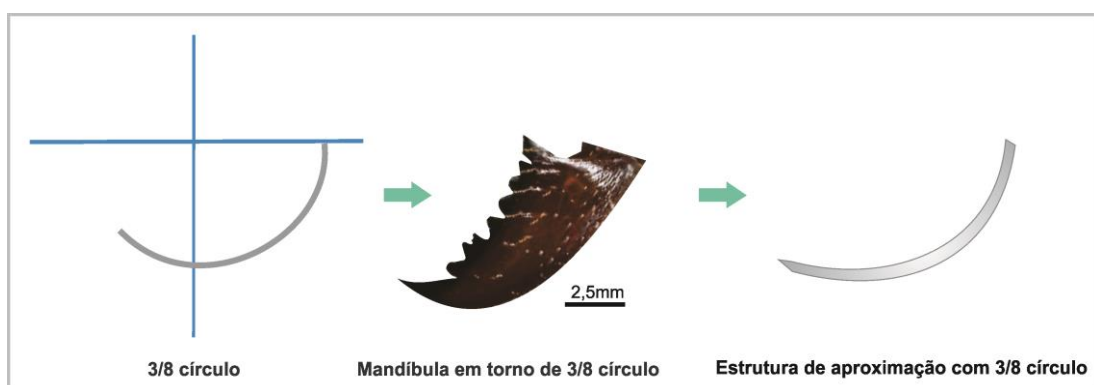 2,5mm
3/8 círculo
Mandíbula em torno de 3/8 círculo
Estrutura de aproximação com 3/8 círculo